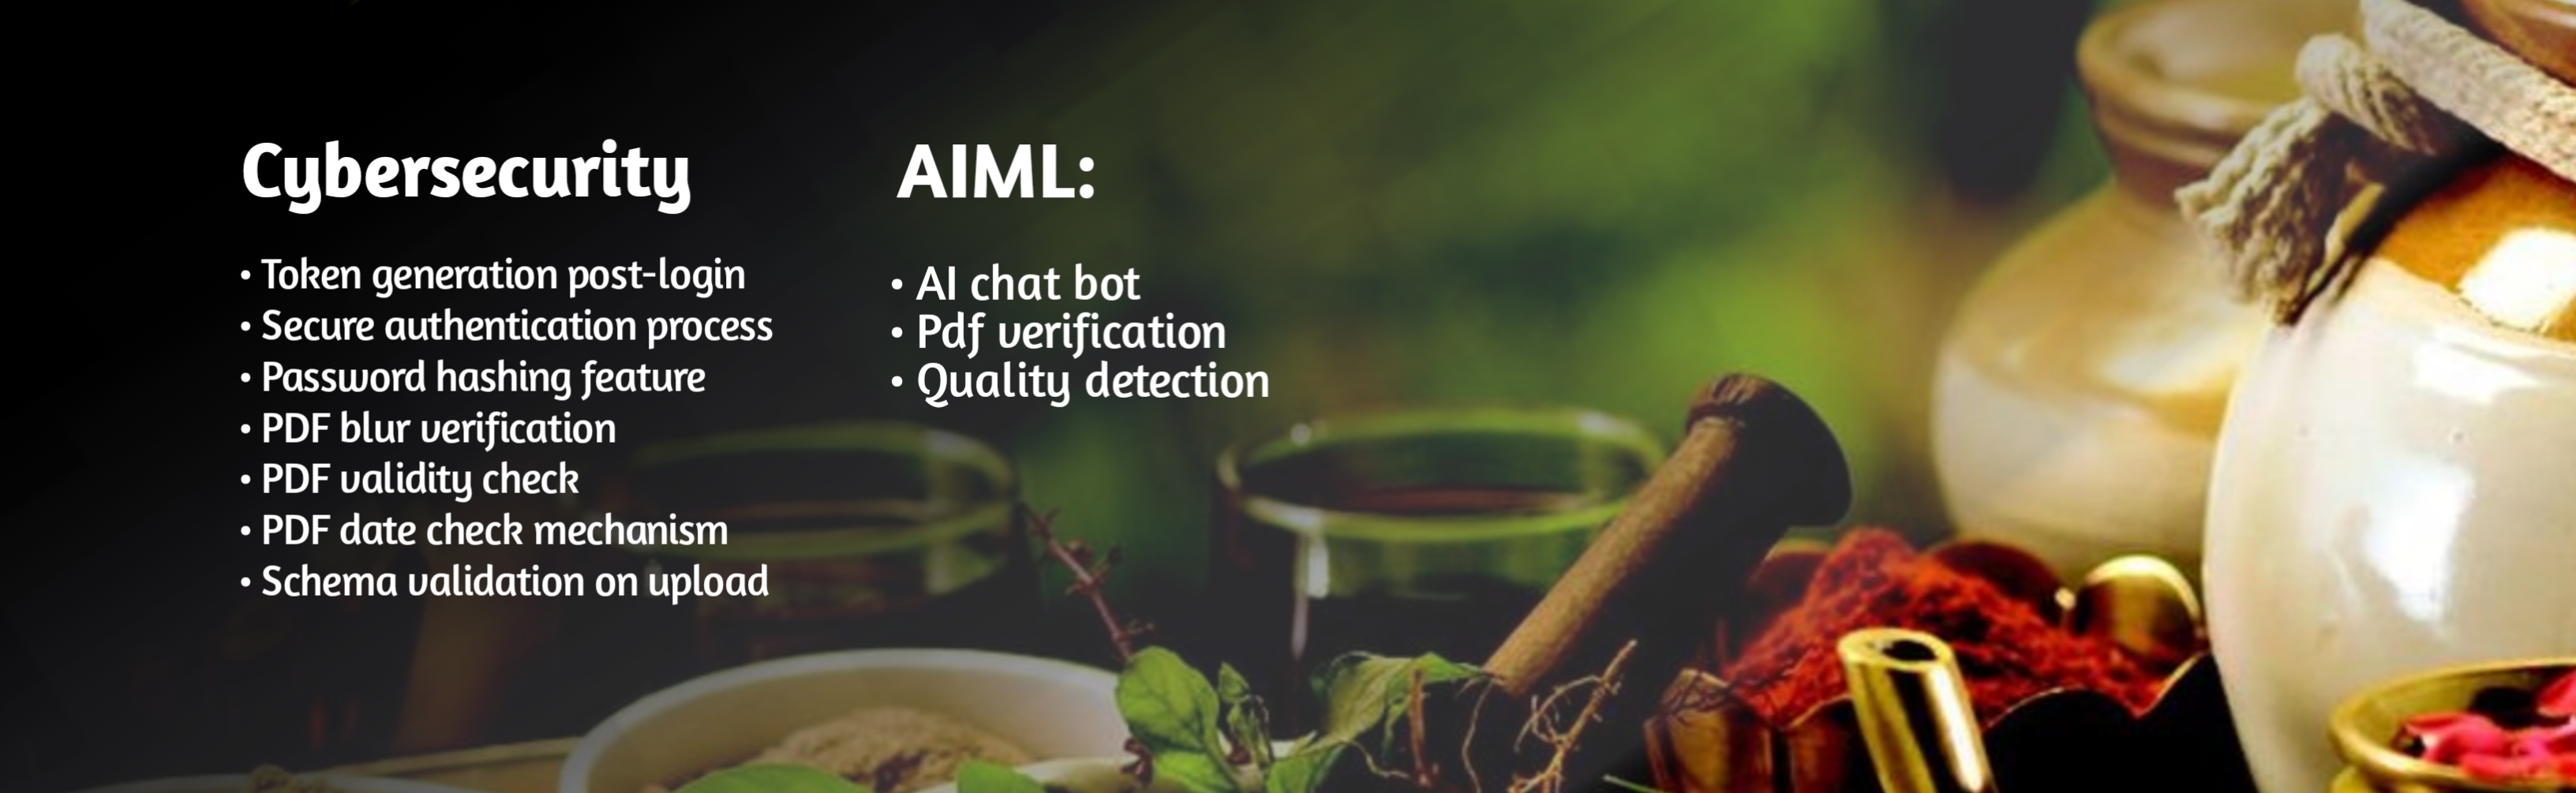 Cybersecurity
• Token generation post-login
• Secure authentication process
• Password hashing feature
• PDF blur verification
• PDF validity check
• PDF date check mechanism
• Schema validation on upload
AIML:
• AI chat bot
• Pdf verification
• Quality detection